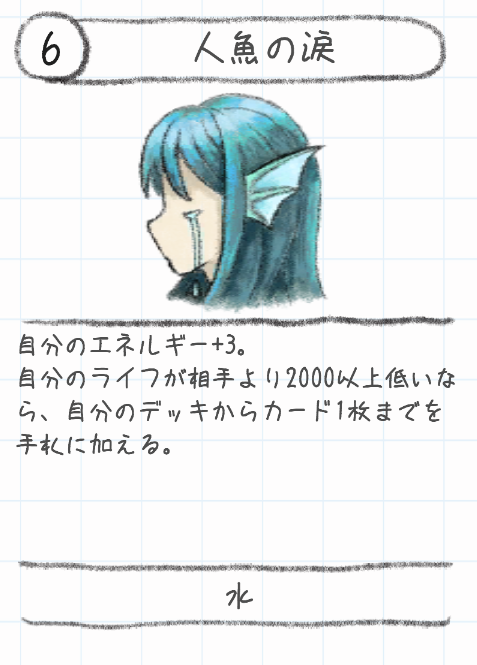 6
人魚の涙
自分のエネルギー+3。
自分のライフが相手より2000以上低いな
ら、自分のデッキからカード1枚までを
手札に加える。
水